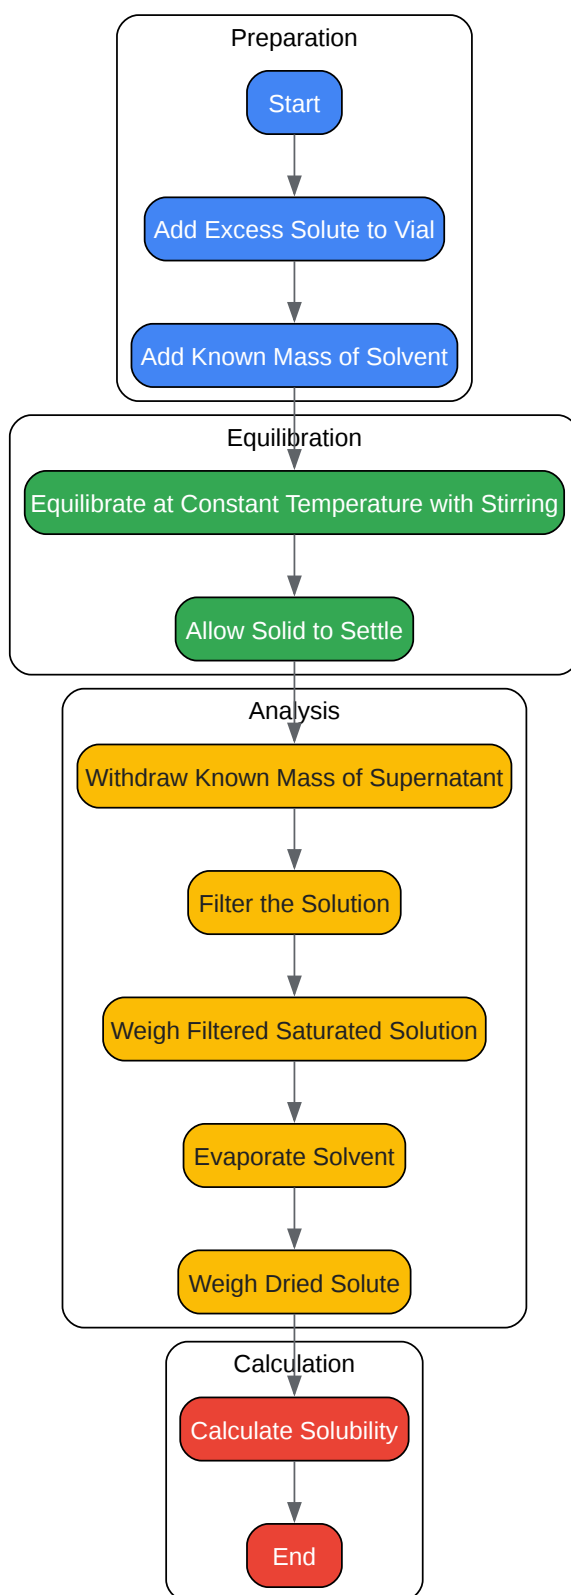 Preparation
Start
Add Excess Solute to Vial
Add Known Mass of Solvent
Equilibration
Equilibrate at Constant Temperature with Stirring
Allow Solid to Settle
Analysis
Withdraw Known Mass of Supernatant
Filter the Solution
Weigh Filtered Saturated Solution
Evaporate Solvent
Weigh Dried Solute
Calculation
Calculate Solubility
End